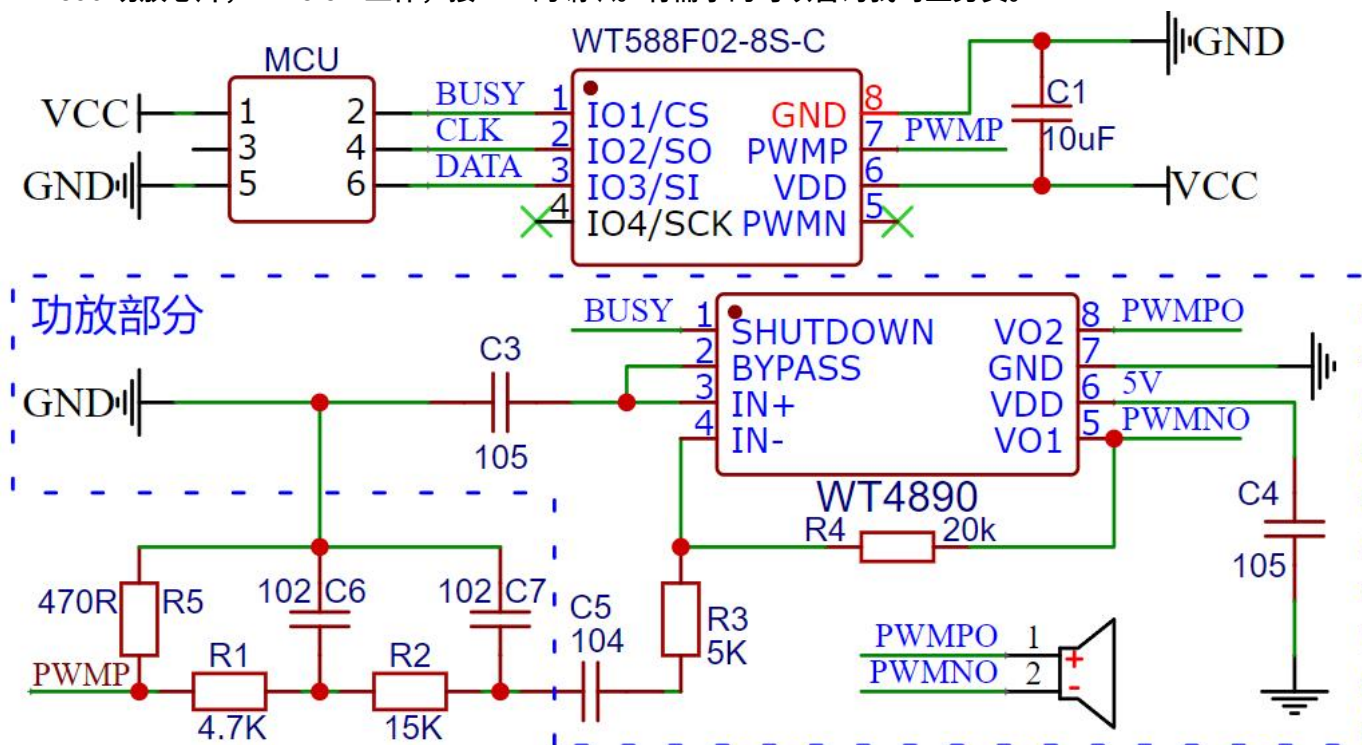 WT588F02-8S-C
MCU
VCC
1
2
BUSY
3
4
CLK
GND
5
6
DATA
1
IO1/CS
GND
8
2
IO2/SO
PWMP
7
PWMP
3
IO3/SI
VDD
6
4
IO4/SCK
PWMN
5
C1
10uF
GND
VCC
功放部分
BUSY
1
SHUTDOWN
VO2
8
PWMPO
2
BYPASS
GND
7
3
IN+
VDD
6
5V
4
IN-
VO1
5
PWMNO
WT4890
GND
C3
105
R4
20k
C4
105
470R
R5
102
C6
102
C7
C5
104
R3
5K
PWMP
R1
4.7K
R2
15K
PWMPO
1
+
PWMNO
2
-